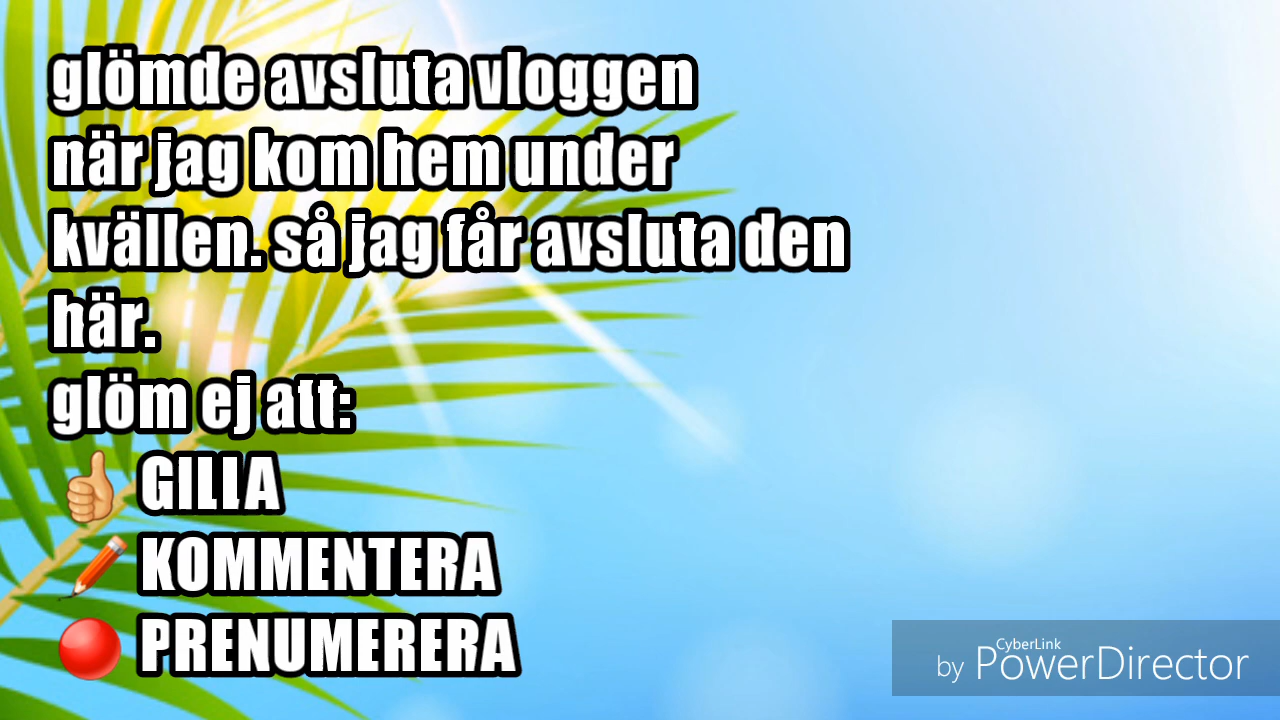 glömde avsluta vloggen
när jag kom hem under
kvällen. så jag får avsluta den
här.
glöm ej att:
👍 GILLA
✏️ KOMMENTERA
🔴 PRENUMERERA
by CyberLink PowerDirector